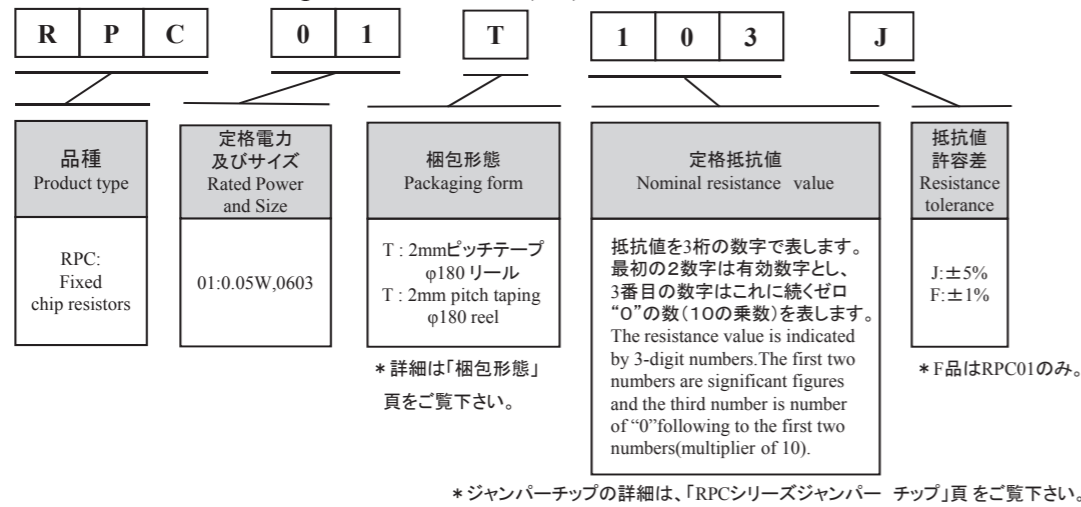 R P C 0 1 T 1 0 3 J
品種
Product type
RPC:
Fixed
chip resistors
定格電力
及びサイズ
Rated Power
and Size
01:0.05W,0603
梱包形態
Packaging form
T : 2mmピッチテープ
φ180 リール
T : 2mm pitch taping
φ180 reel
*詳細は「梱包形態」
頁をご覧下さい。
定格抵抗値
Nominal resistance value
抵抗値を3桁の数字で表します。
最初の2数字は有効数字とし、
3番目の数字はこれに続くゼロ
“0”の数(10の乗数)を表します。
The resistance value is indicated
by 3-digit numbers.The first two
numbers are significant figures
and the third number is number
of “0”following to the first two
numbers(multiplier of 10).
抵抗値
許容差
Resistance
tolerance
J:±5%
F:±1%
*F品はRPC01のみ。
*ジャンパーチップの詳細は、「RPCシリーズジャンパー チップ」頁をご覧下さい。